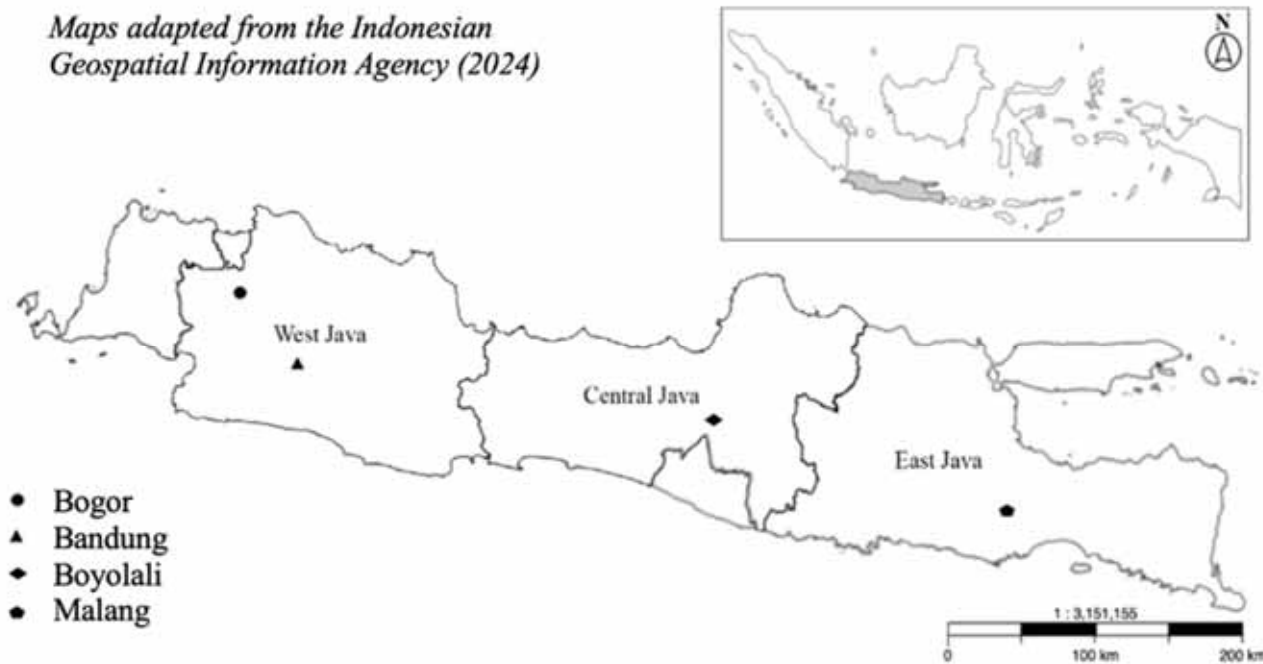 Maps adapted from the Indonesian
Geospatial Information Agency (2024)
N
West Java
Central Java
East Java
Bogor
Bandung
Boyolali
Malang
1 : 3,151,155
0 100 km 200 km